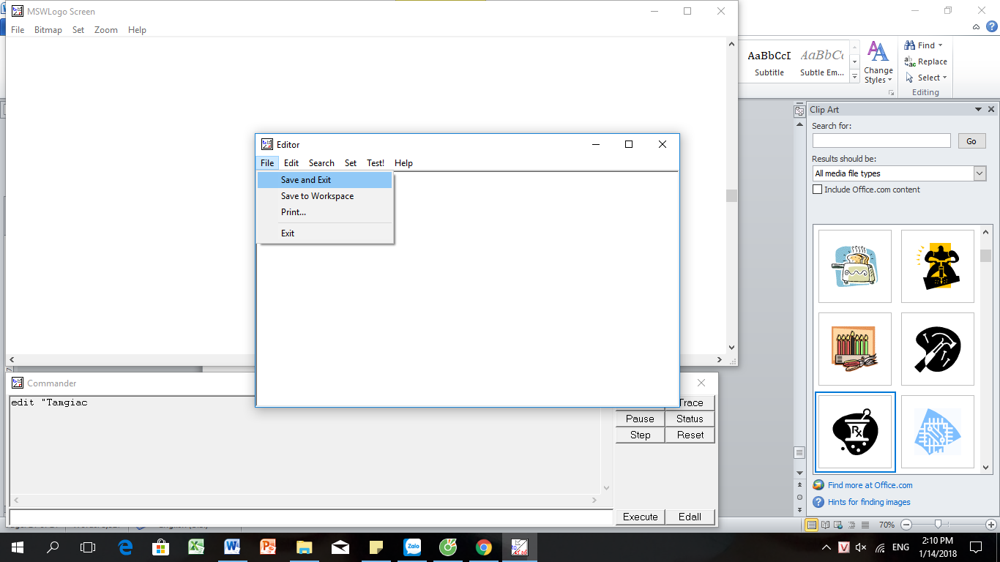 MSWLogo Screen
File Bitmap Set Zoom Help
Editor
File Edit Search Set Test! Help
Save and Exit
Save to Workspace
Print...
Exit
Commander
edit "Tamgiac
Trace
Pause Status
Step Reset
Execute Edall
AaBbCcI AaBbCc
Subtitle Subtle Em...
Change
Styles
Find
Replace
Select
Editing
Clip Art
Search for:
Go
Results should be:
All media file types
Include Office.com content
Rx
Find more at Office.com
Hints for finding images
70%
Zalo
ENG
2:10 PM
1/14/2018